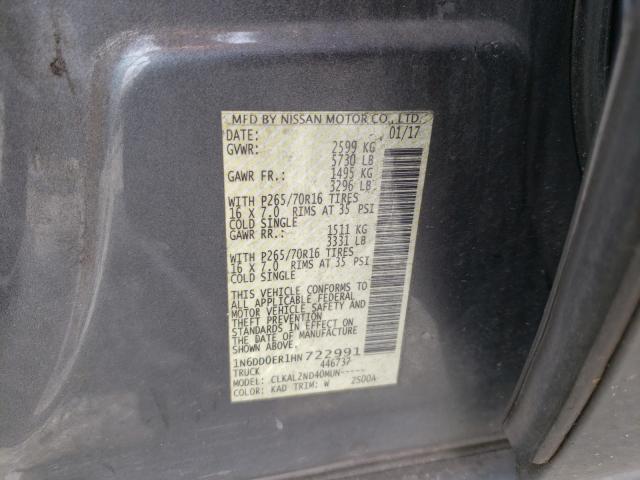 MFD BY NISSAN MOTOR CO., LTD.
DATE: 01/17
GVWR: 2599 KG
5730 LB
GAWR FR.: 1495 KG
3296 LB
WITH P265/70R16 TIRES
16 X 7.0 RIMS AT 35 PSI
COLD SINGLE
GAWR RR.: 1511 KG
3331 LB
WITH P265/70R16 TIRES
16 X 7.0 RIMS AT 35 PSI
COLD SINGLE
THIS VEHICLE CONFORMS TO
ALL APPLICABLE FEDERAL
MOTOR VEHICLE SAFETY AND
THEFT PREVENTION
STANDARDS IN EFFECT ON
THE DATE OF MANUFACTURE
SHOWN ABOVE.
1N6DD0ER1HN722991
TRUCK 446737
MODEL: CLKALZND40MUN-----
COLOR: KAD TRIM: W 2SD0A